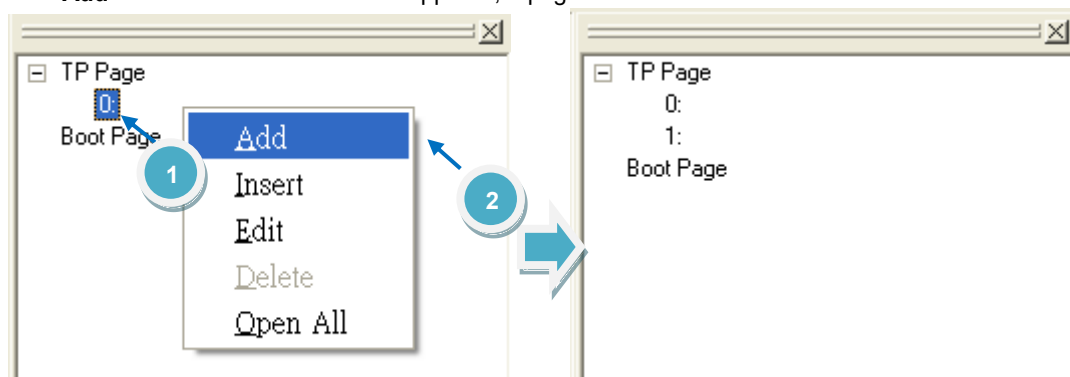 TP Page
0:
Boot Page
Add
Insert
Edit
Delete
Open All
1
2
TP Page
0:
1:
Boot Page